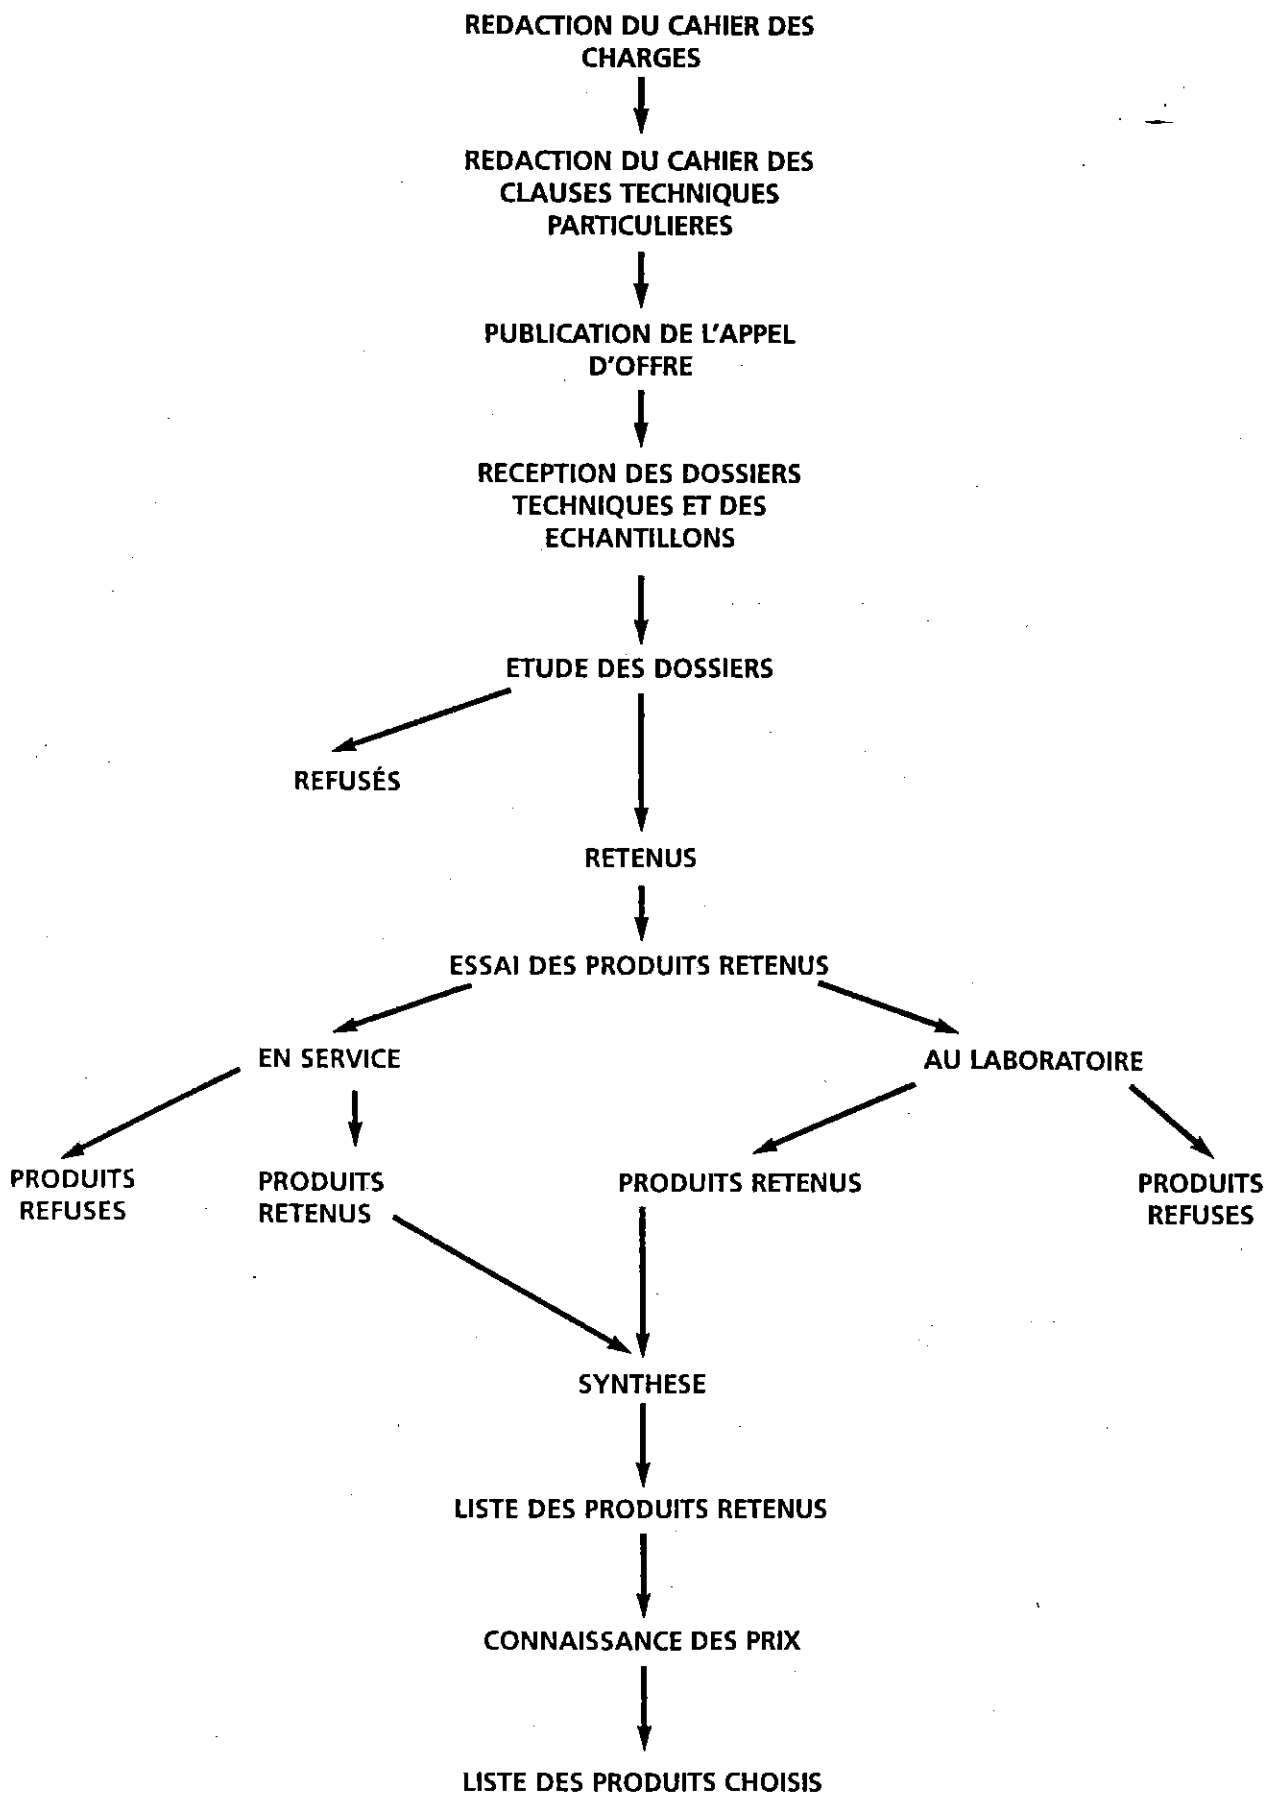 REDACTION DU CAHIER DES
CHARGES
REDACTION DU CAHIER DES
CLAUSES TECHNIQUES
PARTICULIERES
PUBLICATION DE L'APPEL
D'OFFRE
RECEPTION DES DOSSIERS
TECHNIQUES ET DES
ECHANTILLONS
ETUDE DES DOSSIERS
REFUSÉS
RETENUS
ESSAI DES PRODUITS RETENUS
EN SERVICE
AU LABORATOIRE
PRODUITS
REFUSES
PRODUITS
RETENUS
PRODUITS RETENUS
PRODUITS
REFUSES
SYNTHESE
LISTE DES PRODUITS RETENUS
CONNAISSANCE DES PRIX
LISTE DES PRODUITS CHOISIS